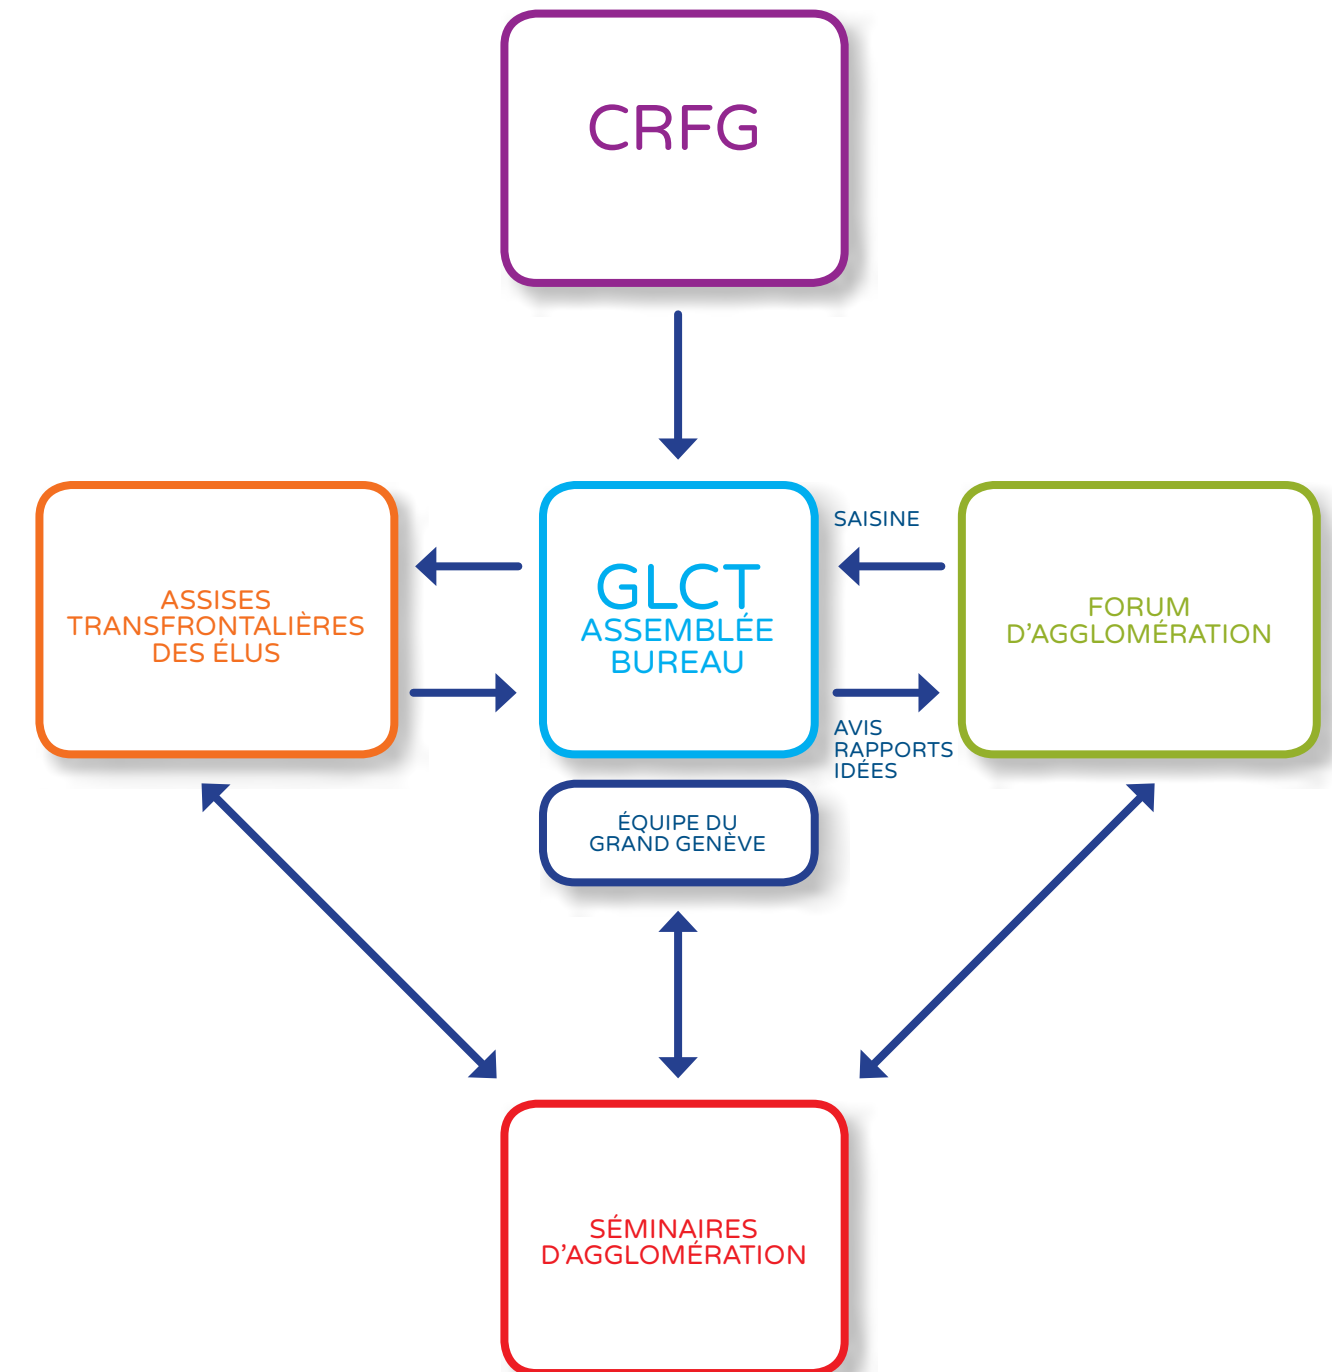 CRFG
ASSISES
TRANSFRONTALIÈRES
DES ÉLUS
GLCT
ASSEMBLÉE
BUREAU
SAISINE
AVIS
RAPPORTS
IDÉES
FORUM
D'AGGLOMÉRATION
ÉQUIPE DU
GRAND GENÈVE
SÉMINAIRES
D'AGGLOMÉRATION